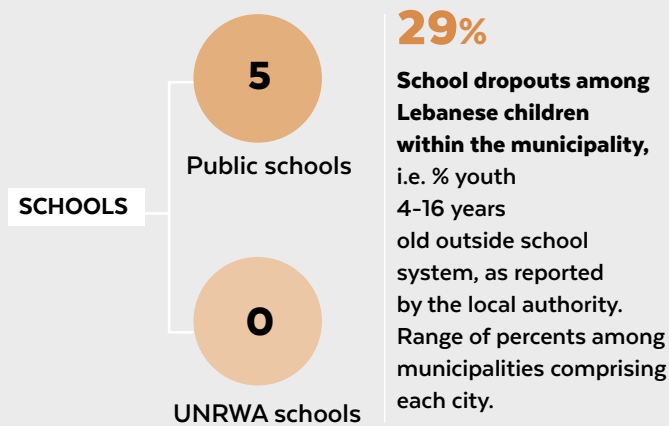 SCHOOLS
5
Public schools
0
UNRWA schools
29%
School dropouts among
Lebanese children
within the municipality,
i.e. % youth
4-16 years
old outside school
system, as reported
by the local authority.
Range of percents among
municipalities comprising
each city.